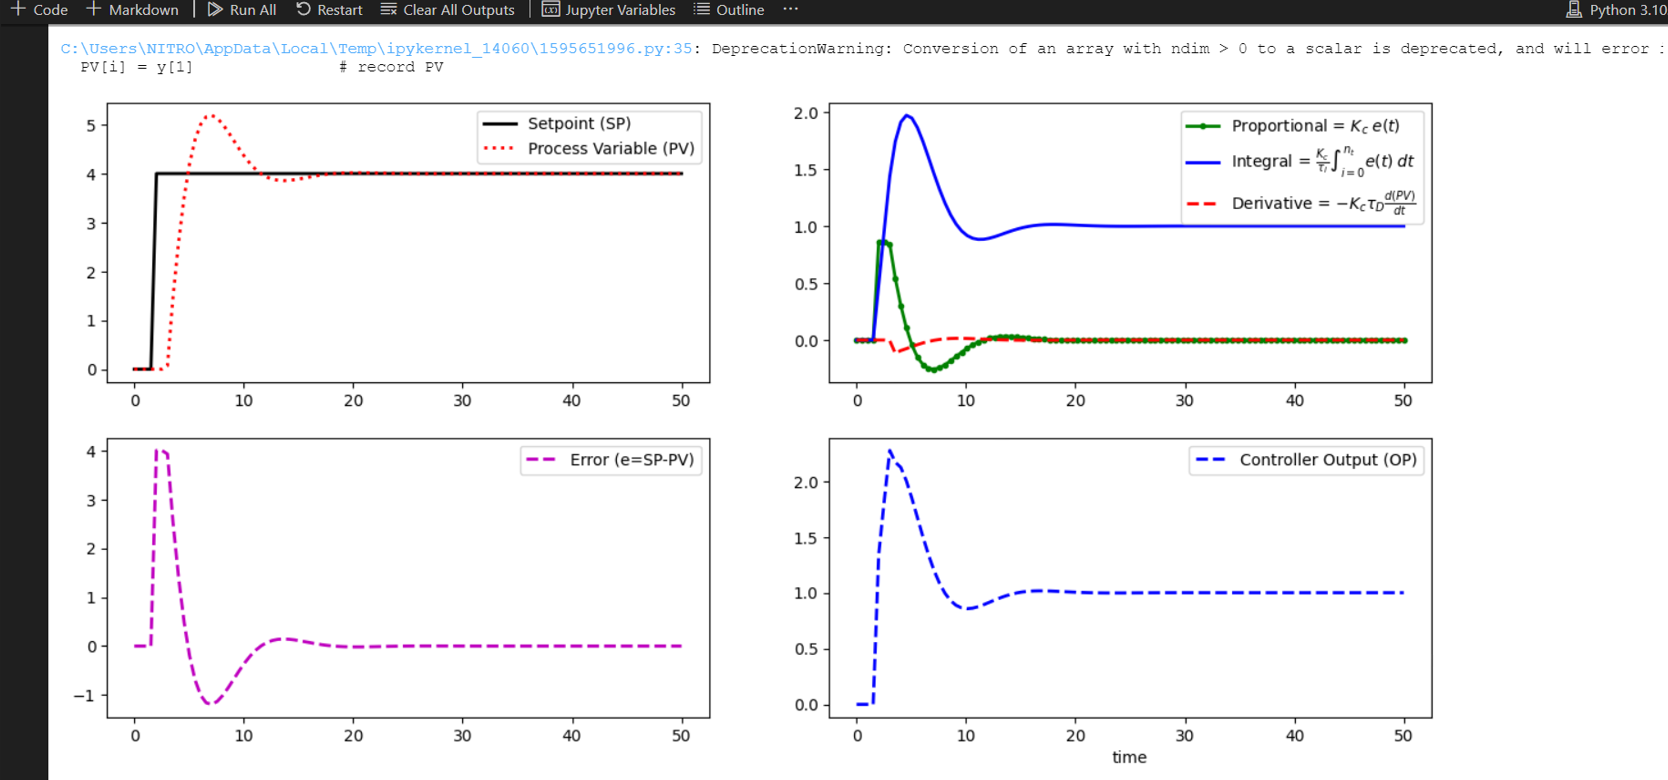 + Code + Markdown | Run All Restart Clear All Outputs | Jupyter Variables Outline ··· Python 3.10
C:\Users\NITRO\AppData\Local\Temp\ipykernel_14060\1595651996.py:35: DeprecationWarning: Conversion of an array with ndim > 0 to a scalar is deprecated, and will error i
PV[i] = y[1] # record PV
Setpoint (SP)
Process Variable (PV)
5
4
3
2
1
0
0 10 20 30 40 50
Proportional = K_c e(t)
Integral = K_c/τ_I ∫_{i=0}^{n_t} e(t) dt
Derivative = −K_c τ_D d(PV)/dt
2.0
1.5
1.0
0.5
0.0
0 10 20 30 40 50
Error (e=SP-PV)
4
3
2
1
0
−1
0 10 20 30 40 50
Controller Output (OP)
2.0
1.5
1.0
0.5
0.0
0 10 20 30 40 50
time